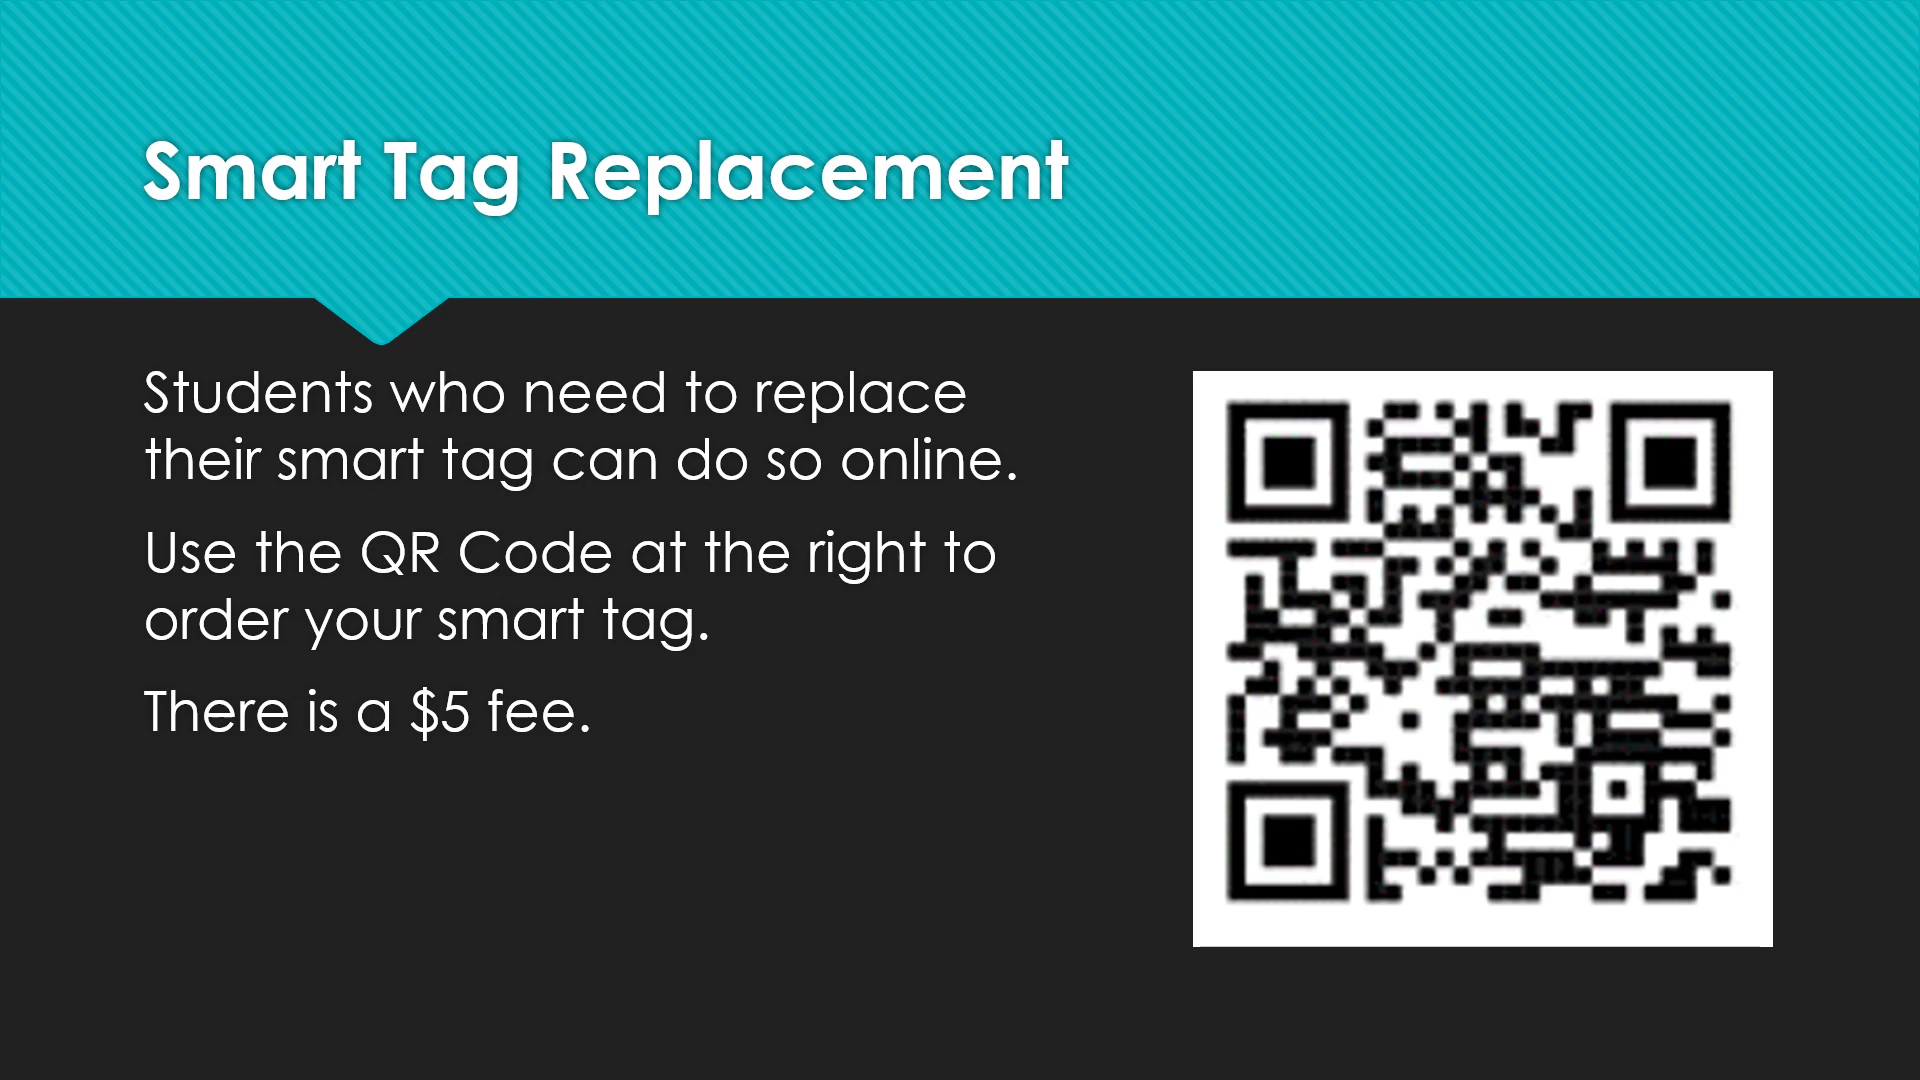 Smart Tag Replacement
Students who need to replace
their smart tag can do so online.
Use the QR Code at the right to
order your smart tag.
There is a $5 fee.